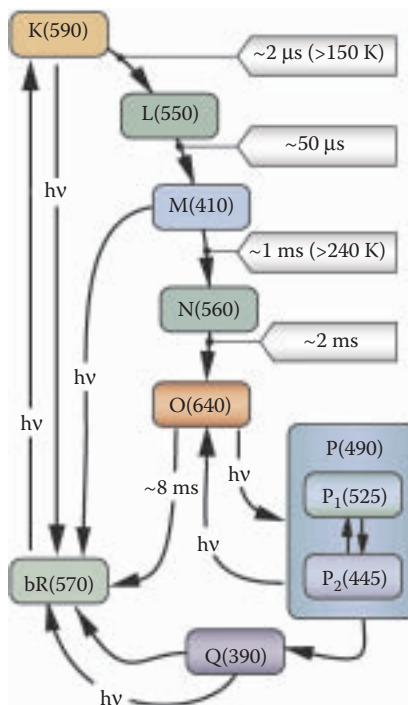 K(590)
~2 μs (>150 K)
L(550)
~50 μs
hν
M(410)
~1 ms (>240 K)
N(560)
~2 ms
hν
O(640)
hν
P(490)
hν
~8 ms
P₁(525)
hν
P₂(445)
bR(570)
Q(390)
hν